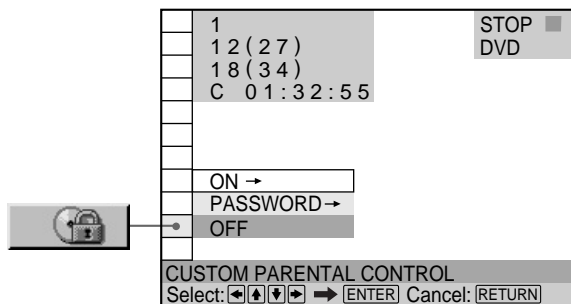 1
12(27)
18(34)
C 01:32:55
STOP
DVD
ON →
PASSWORD→
OFF
CUSTOM PARENTAL CONTROL
Select: ←↑↓→ ➡ ENTER Cancel: RETURN